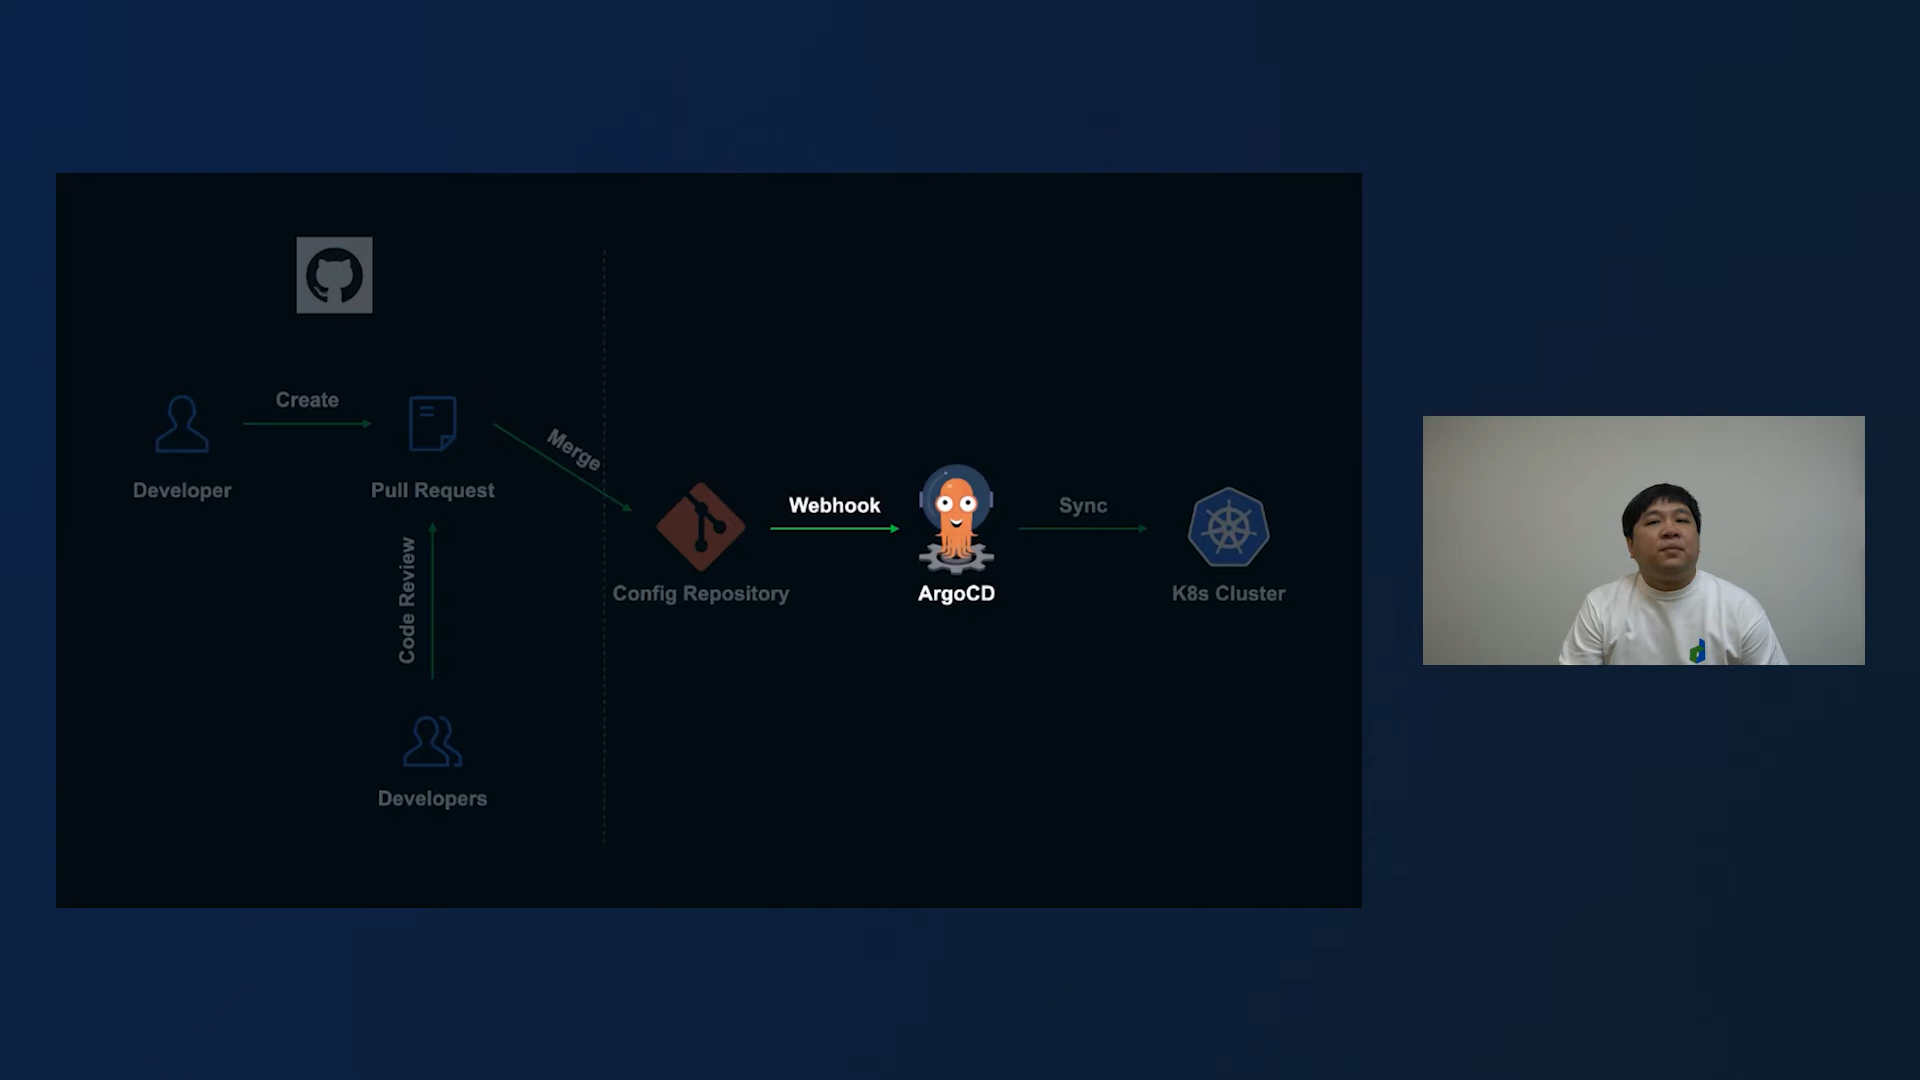 Create
Developer
Pull Request
Merge
Code Review
Developers
Config Repository
Webhook
ArgoCD
Sync
K8s Cluster